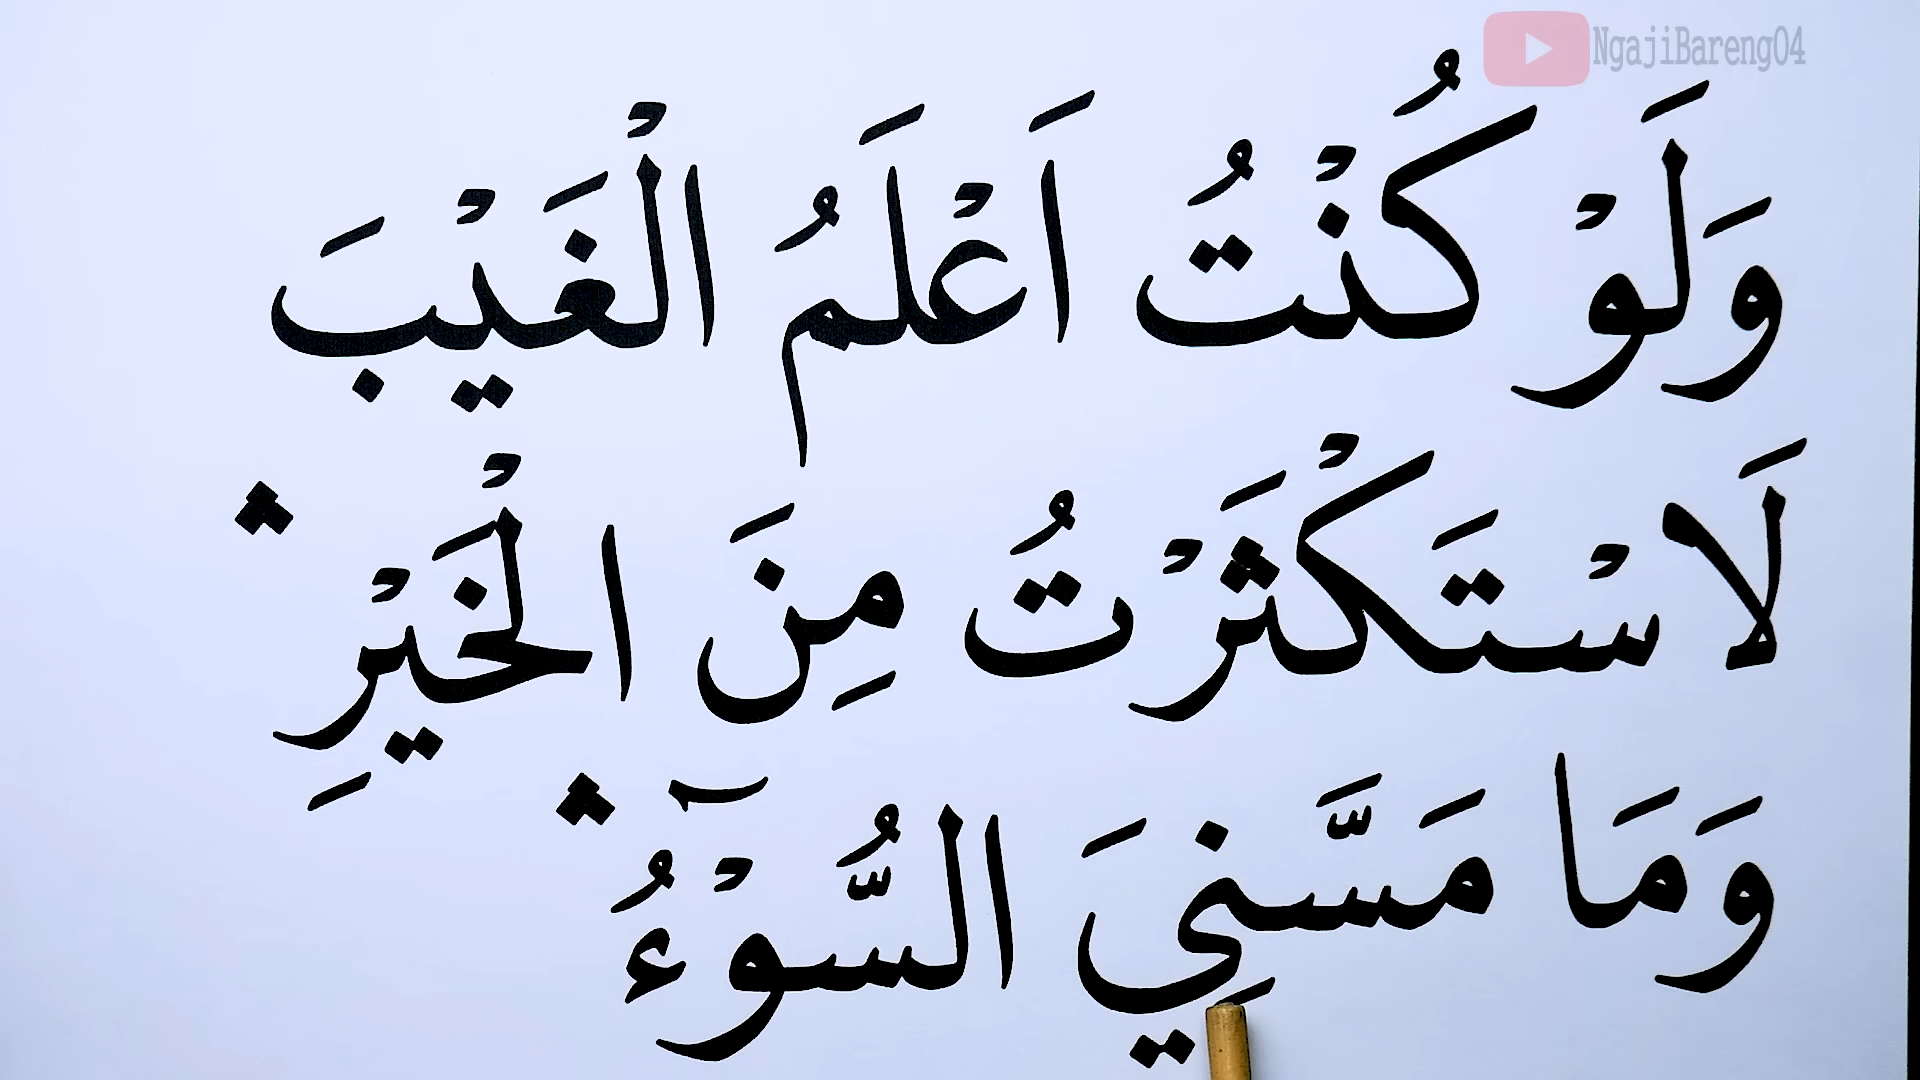 NgajiBareng04
وَلَوْ كُنْتُ اَعْلَمُ الْغَيْبَ
لَاسْتَكْثَرْتُ مِنَ الْخَيْرِ ۛ
وَمَا مَسَّنِيَ السُّوْۤءُ ۛ